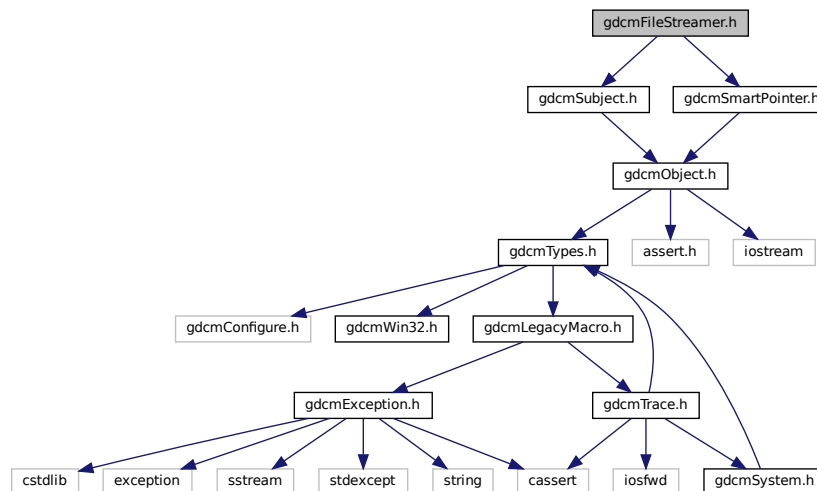 gdcmFileStreamer.h
gdcmSubject.h
gdcmSmartPointer.h
gdcmObject.h
gdcmTypes.h
assert.h
iostream
gdcmConfigure.h
gdcmWin32.h
gdcmLegacyMacro.h
gdcmException.h
gdcmTrace.h
cstdlib
exception
sstream
stdexcept
string
cassert
iosfwd
gdcmSystem.h